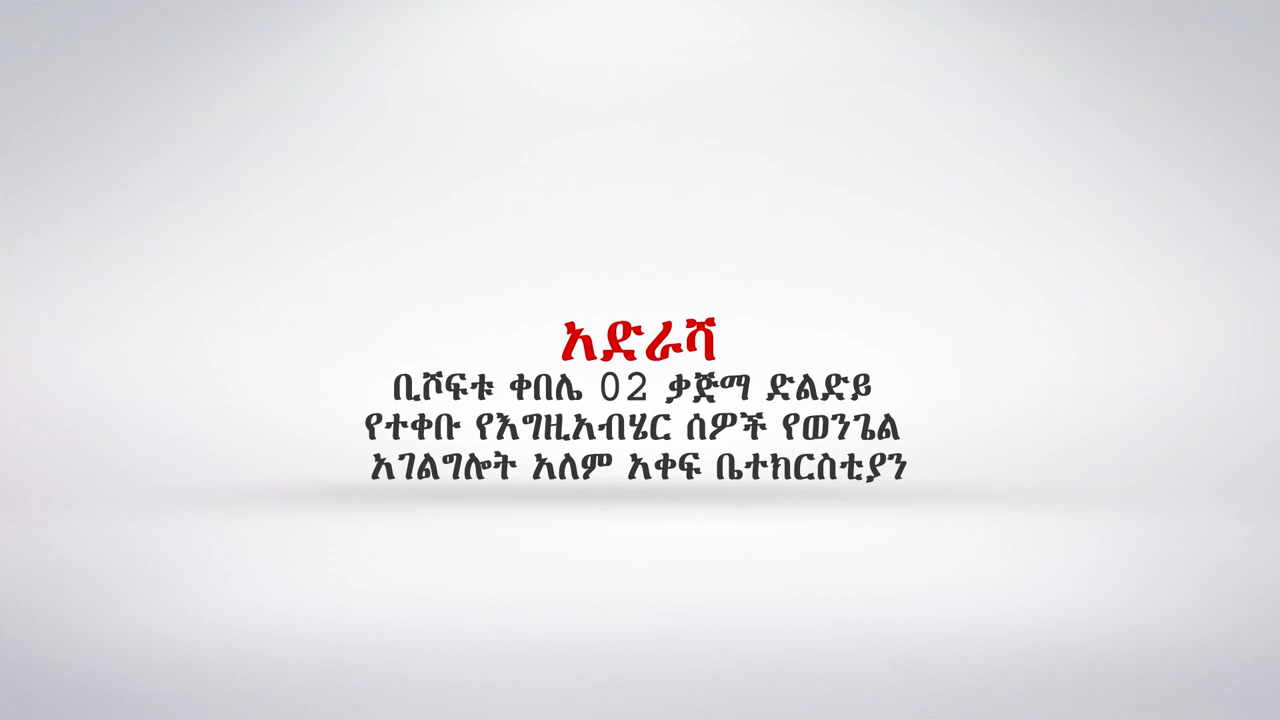 አድራሻ
ቢሾፍቱ ቀበሌ 02 ቃጅማ ድልድይ
የተቀቡ የእግዚአብሄር ሰዎች የወንጌል
አገልግሎት አለም አቀፍ ቤተክርስቲያን